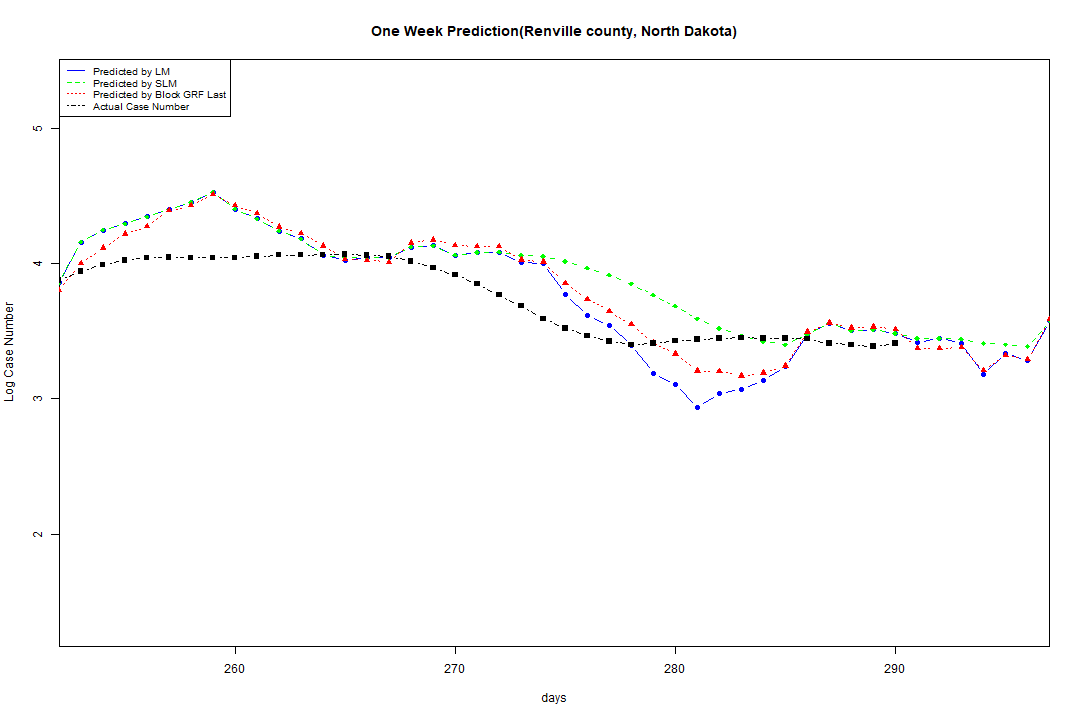 One Week Prediction(Renville county, North Dakota)
Predicted by LM
Predicted by SLM
Predicted by Block GRF Last
Actual Case Number
5
4
3
2
Log Case Number
260
270
280
290
days